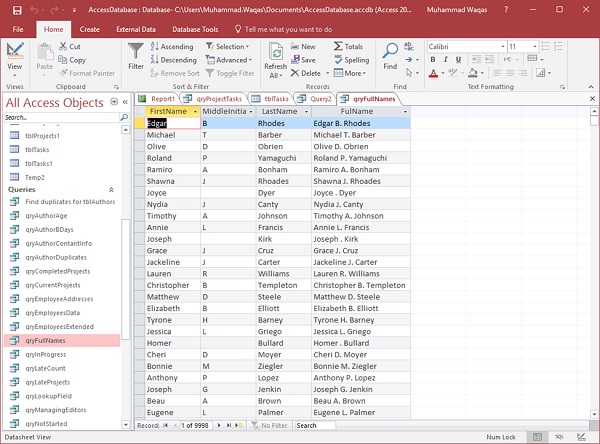 AccessDatabase : Database- C:\Users\Muhammad.Waqas\Documents\AccessDatabase.accdb (Access 20... Muhammad Waqas
File Home Create External Data Database Tools Tell me what you want to do
View Paste Cut Copy Format Painter Filter Ascending Descending Remove Sort Selection Advanced Toggle Filter Refresh All New Save Delete Find Calibri 11
Views Clipboard Sort & Filter Records Find Text Formatting
All Access Objects
Search...
tblProjects1
tblTasks
tblTasks1
Temp2
Queries
Find duplicates for tblAuthors
qryAuthorAge
qryAuthorBDays
qryAuthorContantInfo
qryAuthorDuplicates
qryCompletedProjects
qryCurrentProjects
qryEmployeeAddresses
qryEmployeesData
qryEmployeesExtended
qryFullNames
qryInProgress
qryLateCount
qryLateProjects
qryLookupField
qryManagingEditors
qryNotStarted
Report1 qryProjectTasks tblTasks Query2 qryFullNames
FirstName MiddleInitia LastName FulName
Edgar B Rhodes Edgar B. Rhodes
Michael T Barber Michael T. Barber
Olive D Obrien Olive D. Obrien
Roland P Yamaguchi Roland P. Yamaguchi
Ramiro A Bonham Ramiro A. Bonham
Shawna J Rhoades Shawna J. Rhoades
Joyce Dyer Joyce . Dyer
Nydia J Canty Nydia J. Canty
Timothy A Johnson Timothy A. Johnson
Annie L Francis Annie L. Francis
Joseph Kirk Joseph . Kirk
Grace J Cruz Grace J. Cruz
Jackeline J Carter Jackeline J. Carter
Lauren R Williams Lauren R. Williams
Christopher B Templeton Christopher B. Templeton
Matthew D Steele Matthew D. Steele
Elizabeth B Elliott Elizabeth B. Elliott
Tyrone H Barney Tyrone H. Barney
Jessica L Griego Jessica L. Griego
Homer Bullard Homer . Bullard
Cheri D Moyer Cheri D. Moyer
Bonnie M Ziegler Bonnie M. Ziegler
Anthony P Lopez Anthony P. Lopez
Joseph G Jenkin Joseph G. Jenkin
Beau A Brown Beau A. Brown
Eugene L Palmer Eugene L. Palmer
Record: 1 of 9998 No Filter Search
Datasheet View Num Lock SQL